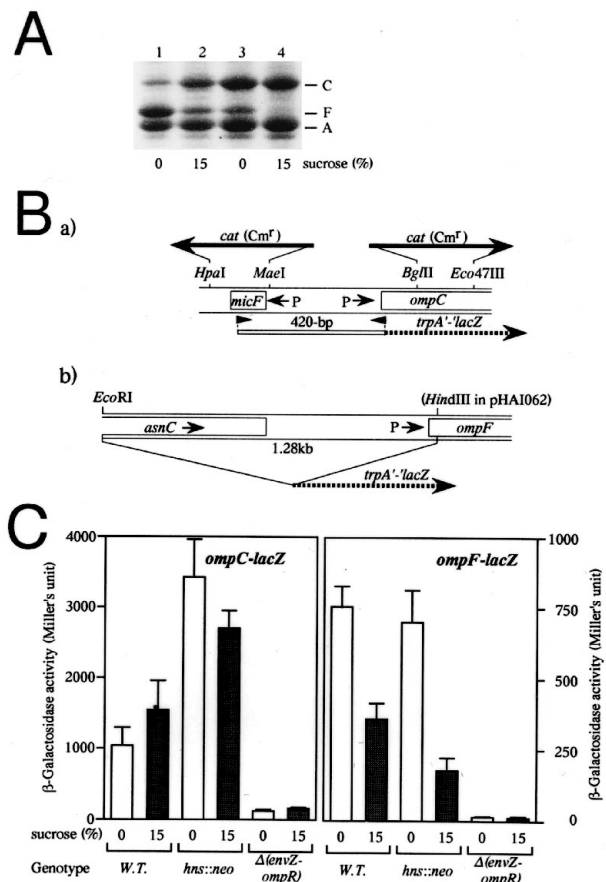 A
1 2 3 4
C
F
A
0 15 0 15 sucrose (%)
B
a)
cat (Cmʳ) cat (Cmʳ)
HpaI MaeI BglII Eco47III
micF P P ompC
420-bp trpA'-'lacZ
b)
EcoRI (HindIII in pHAI062)
asnC P ompF
1.28kb
trpA'-'lacZ
C
ompC-lacZ
β-Galactosidase activity (Miller's unit)
4000
3000
2000
1000
0
ompF-lacZ
1000
750
500
250
0
β-Galactosidase activity (Miller's unit)
sucrose (%) 0 15 0 15 0 15 0 15 0 15 0 15
Genotype W.T. hns::neo Δ(envZ-ompR) W.T. hns::neo Δ(envZ-ompR)